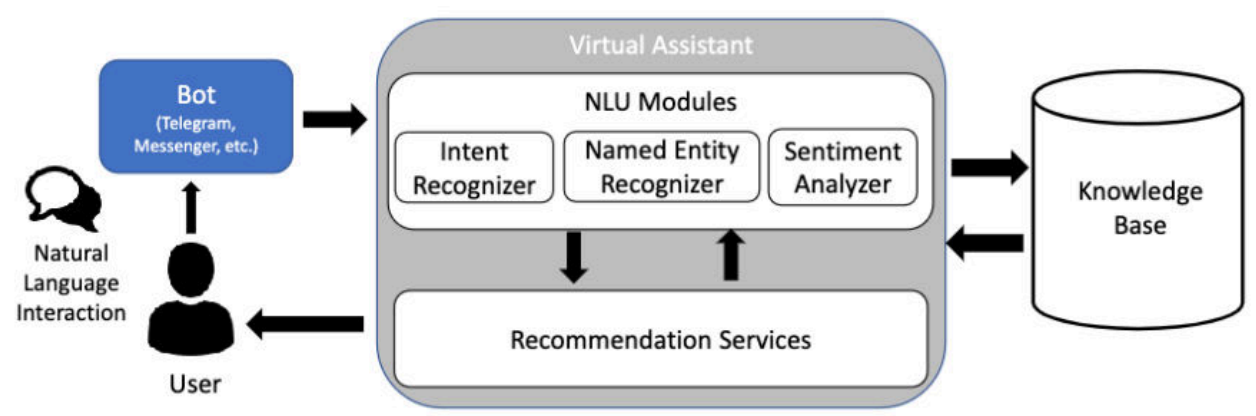 Virtual Assistant
Bot
(Telegram,
Messenger, etc.)
NLU Modules
Intent
Recognizer
Named Entity
Recognizer
Sentiment
Analyzer
Knowledge
Base
Natural
Language
Interaction
Recommendation Services
User